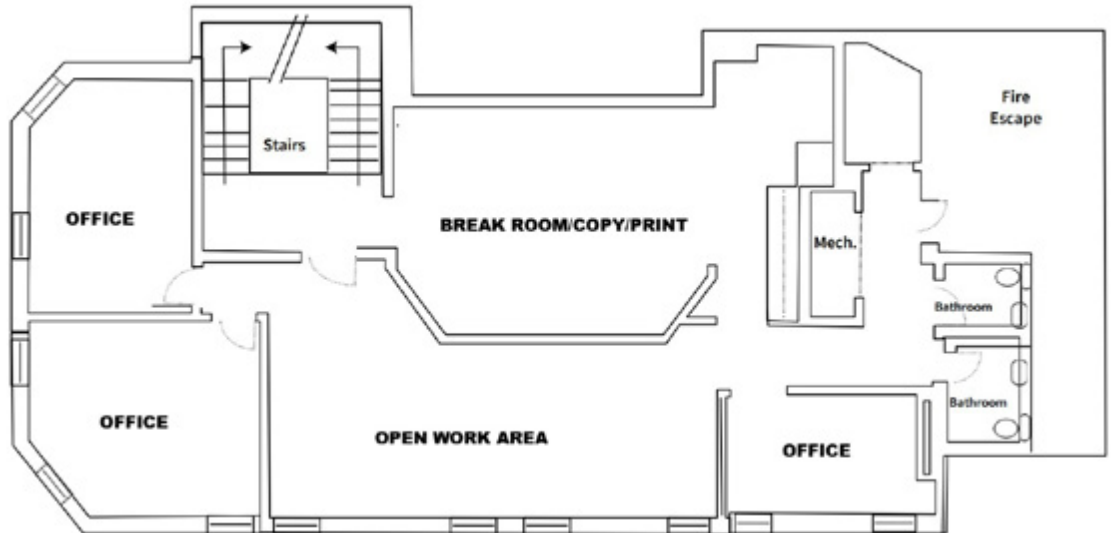 Fire
Escape
Stairs
OFFICE
BREAK ROOM/COPY/PRINT
Mech.
Bathroom
OFFICE
OPEN WORK AREA
OFFICE
Bathroom